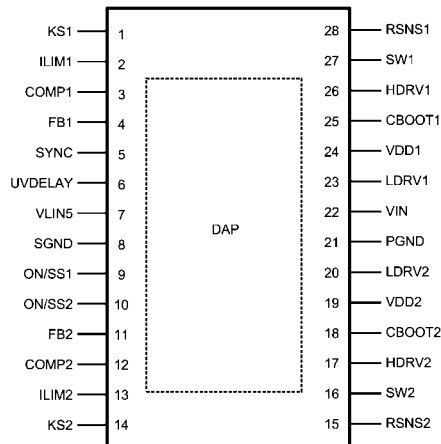 KS1 1 28 RSNS1
ILIM1 2 27 SW1
COMP1 3 26 HDRV1
FB1 4 25 CBOOT1
SYNC 5 24 VDD1
UVDELAY 6 23 LDRV1
VLIN5 7 22 VIN
DAP
SGND 8 21 PGND
ON/SS1 9 20 LDRV2
ON/SS2 10 19 VDD2
FB2 11 18 CBOOT2
COMP2 12 17 HDRV2
ILIM2 13 16 SW2
KS2 14 15 RSNS2